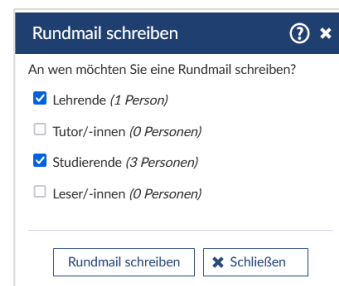 Rundmail schreiben
An wen möchten Sie eine Rundmail schreiben?
Lehrende (1 Person)
Tutor/-innen (0 Personen)
Studierende (3 Personen)
Leser/-innen (0 Personen)
Rundmail schreiben
Schließen